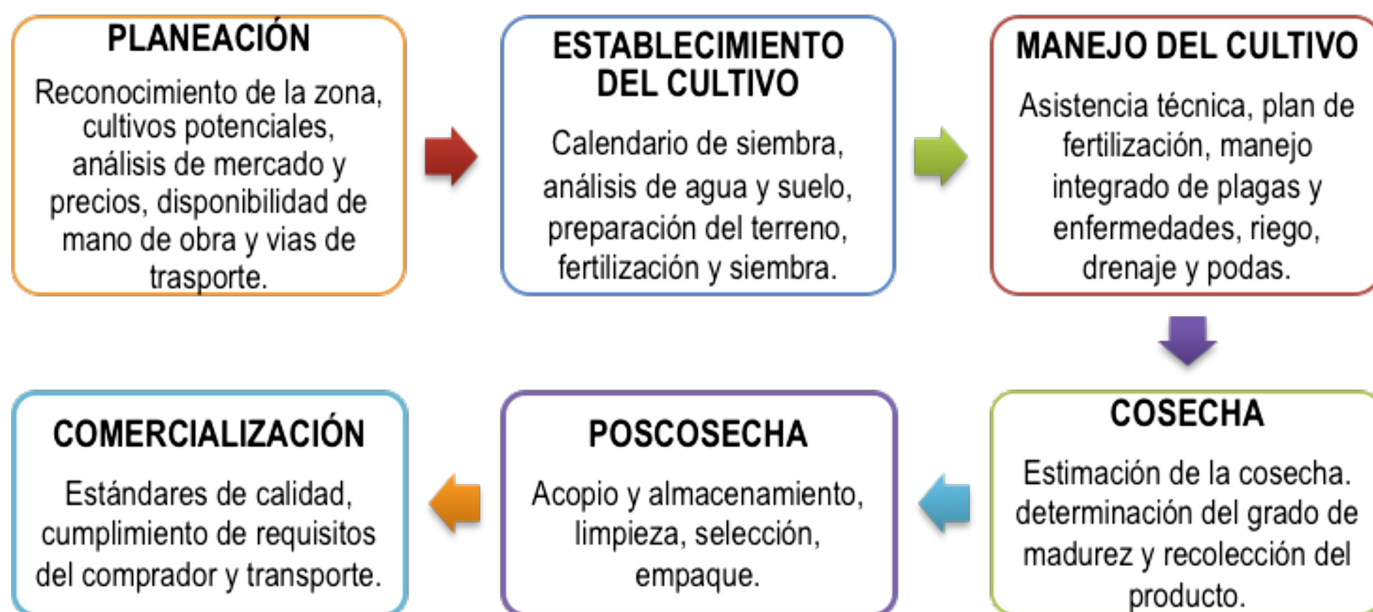 PLANEACIÓN
Reconocimiento de la zona,
cultivos potenciales,
análisis de mercado y
precios, disponibilidad de
mano de obra y vias de
trasporte.
ESTABLECIMIENTO
DEL CULTIVO
Calendario de siembra,
análisis de agua y suelo,
preparación del terreno,
fertilización y siembra.
MANEJO DEL CULTIVO
Asistencia técnica, plan de
fertilización, manejo
integrado de plagas y
enfermedades, riego,
drenaje y podas.
COSECHA
Estimación de la cosecha.
determinación del grado de
madurez y recolección del
producto.
POSCOSECHA
Acopio y almacenamiento,
limpieza, selección,
empaque.
COMERCIALIZACIÓN
Estándares de calidad,
cumplimiento de requisitos
del comprador y transporte.